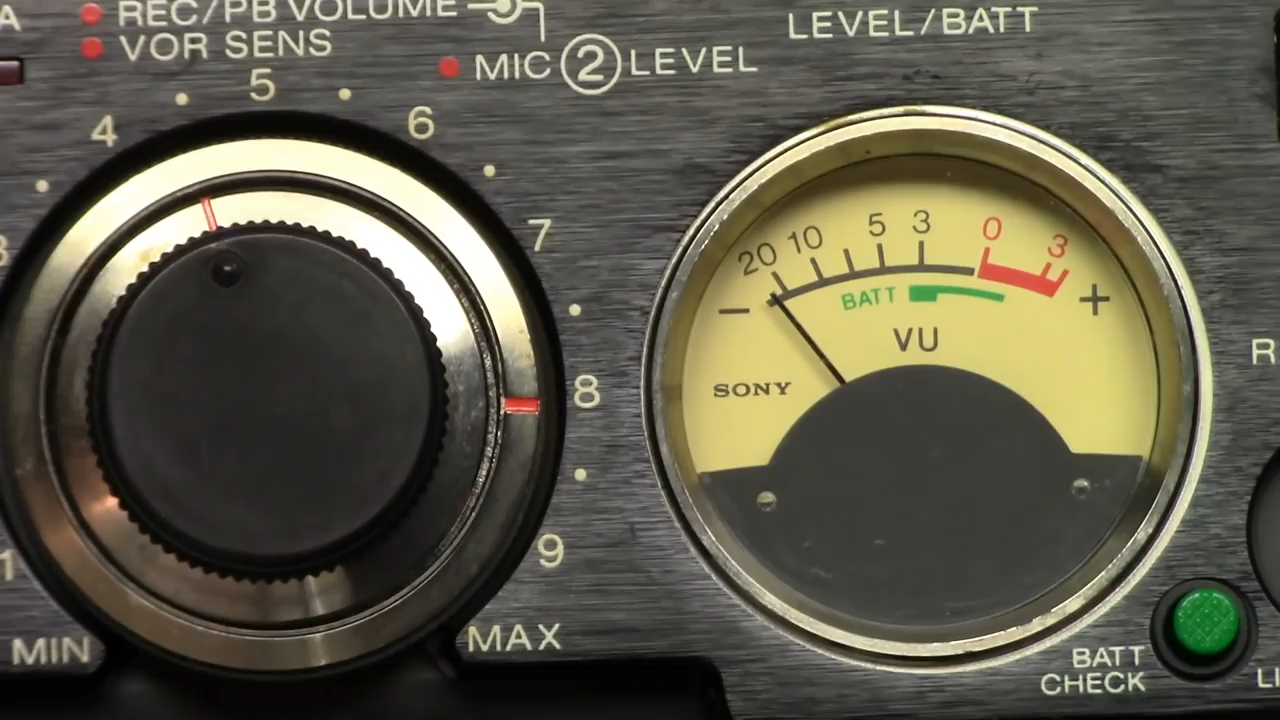 REC/PB VOLUME
VOR SENS
MIC 2 LEVEL
LEVEL/BATT
4 5 6
7
8
9
1
MIN MAX
20 10 5 3 0 3
− +
BATT
VU
SONY
BATT
CHECK